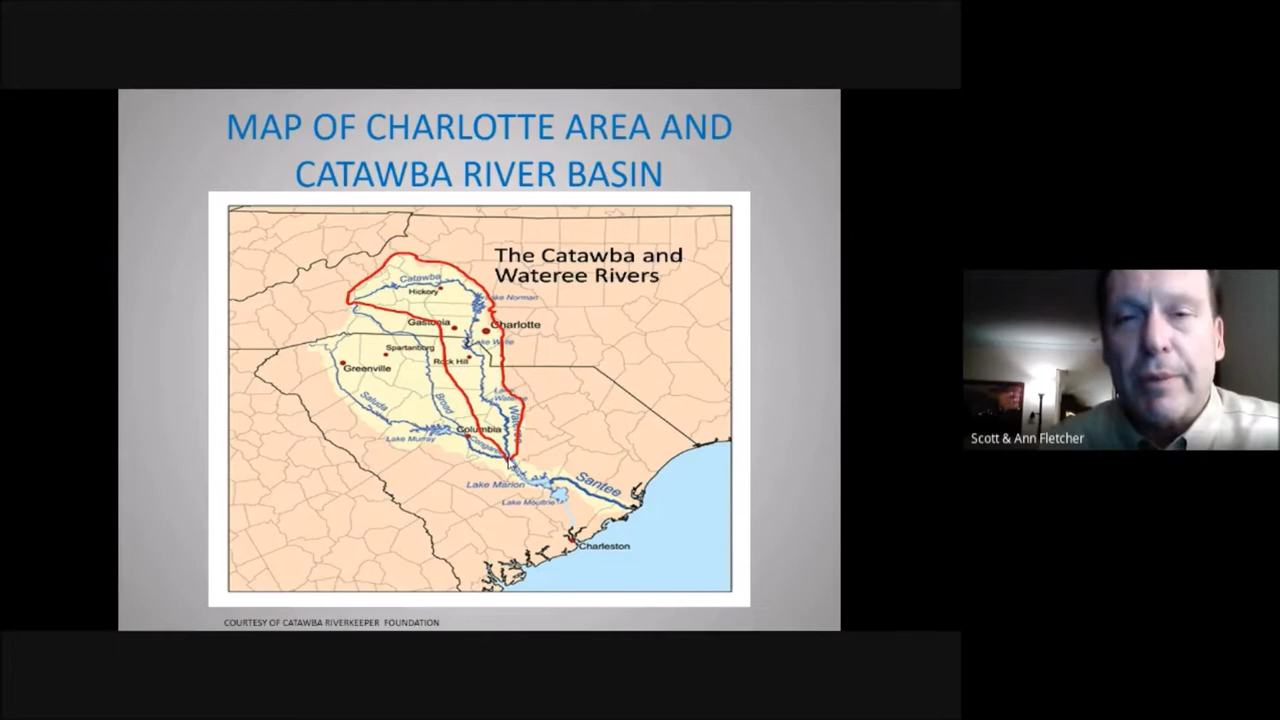 MAP OF CHARLOTTE AREA AND
CATAWBA RIVER BASIN
The Catawba and
Wateree Rivers
Catawba
Hickory
Lake Norman
Gastonia
Charlotte
Lake Wylie
Spartanburg
Rock Hill
Greenville
Saluda
Broad
Columbia
Lake Murray
Lake Marion
Santee
Lake Moultrie
Charleston
COURTESY OF CATAWBA RIVERKEEPER FOUNDATION
Scott & Ann Fletcher